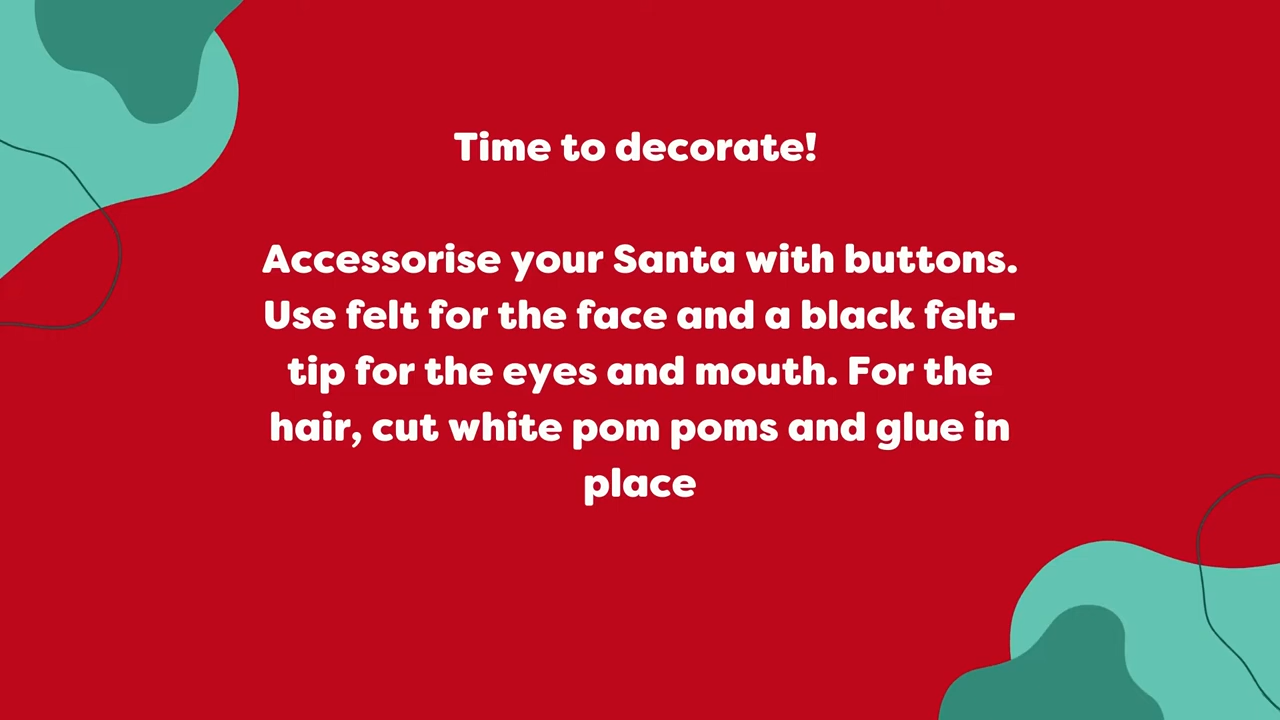 Time to decorate!
Accessorise your Santa with buttons.
Use felt for the face and a black felt-
tip for the eyes and mouth. For the
hair, cut white pom poms and glue in
place